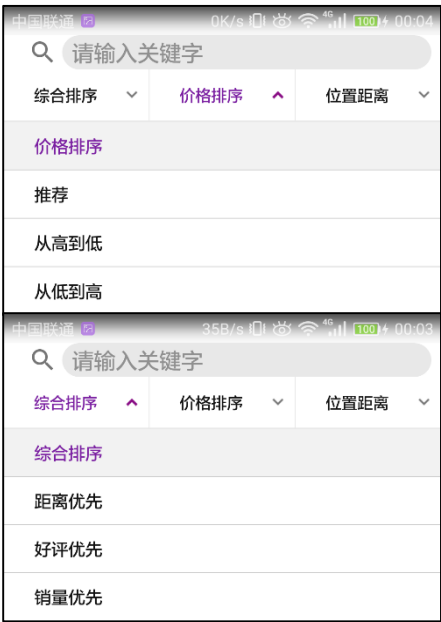 中国联通 0K/s 4G 100 00:04
请输入关键字
综合排序 价格排序 位置距离
价格排序
推荐
从高到低
从低到高
中国联通 35B/s 4G 100 00:03
请输入关键字
综合排序 价格排序 位置距离
综合排序
距离优先
好评优先
销量优先